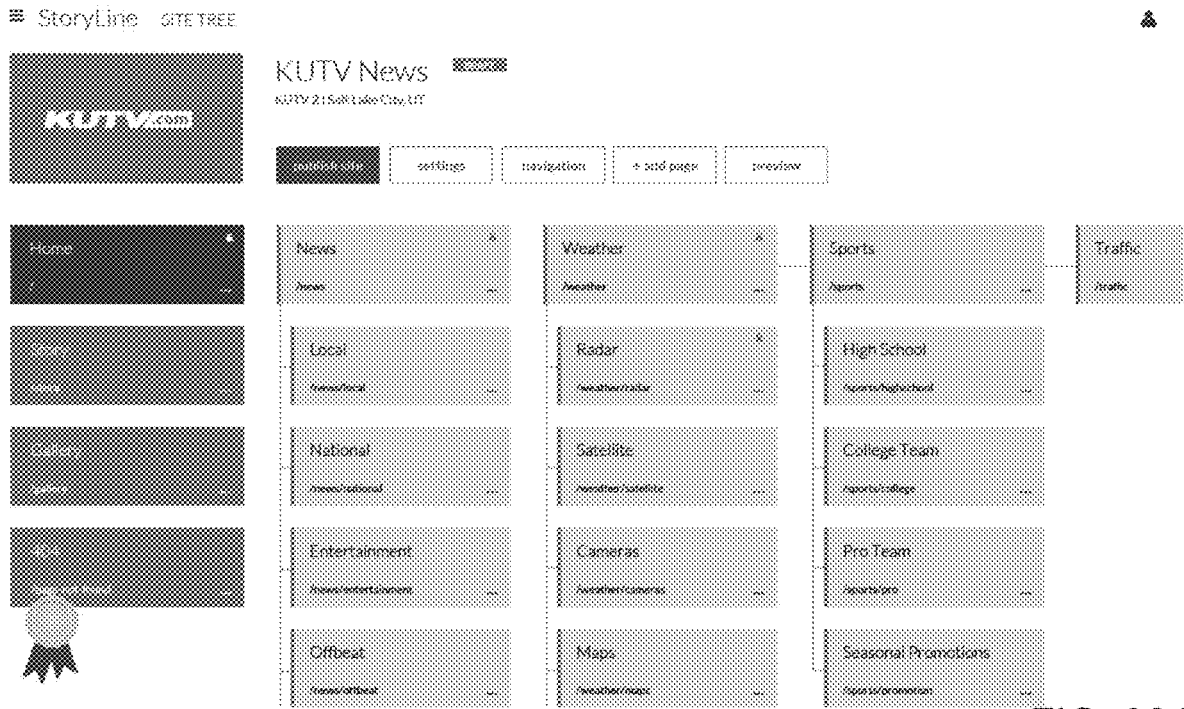 StoryLine SITE TREE
KUTV.com
KUTV News
KUTV 2 | Salt Lake City, UT
publish site settings navigation + add page preview
Home News Weather Sports Traffic
/ /news /weather /sports /traffic
Local Radar High School
/news/local /weather/radar /sports/highschool
National Satellite College Team
/news/national /weather/satellite /sports/college
Entertainment Cameras Pro Team
/news/entertainment /weather/cameras /sports/pro
Offbeat Maps Seasonal Promotions
/news/offbeat /weather/maps /sports/promotion